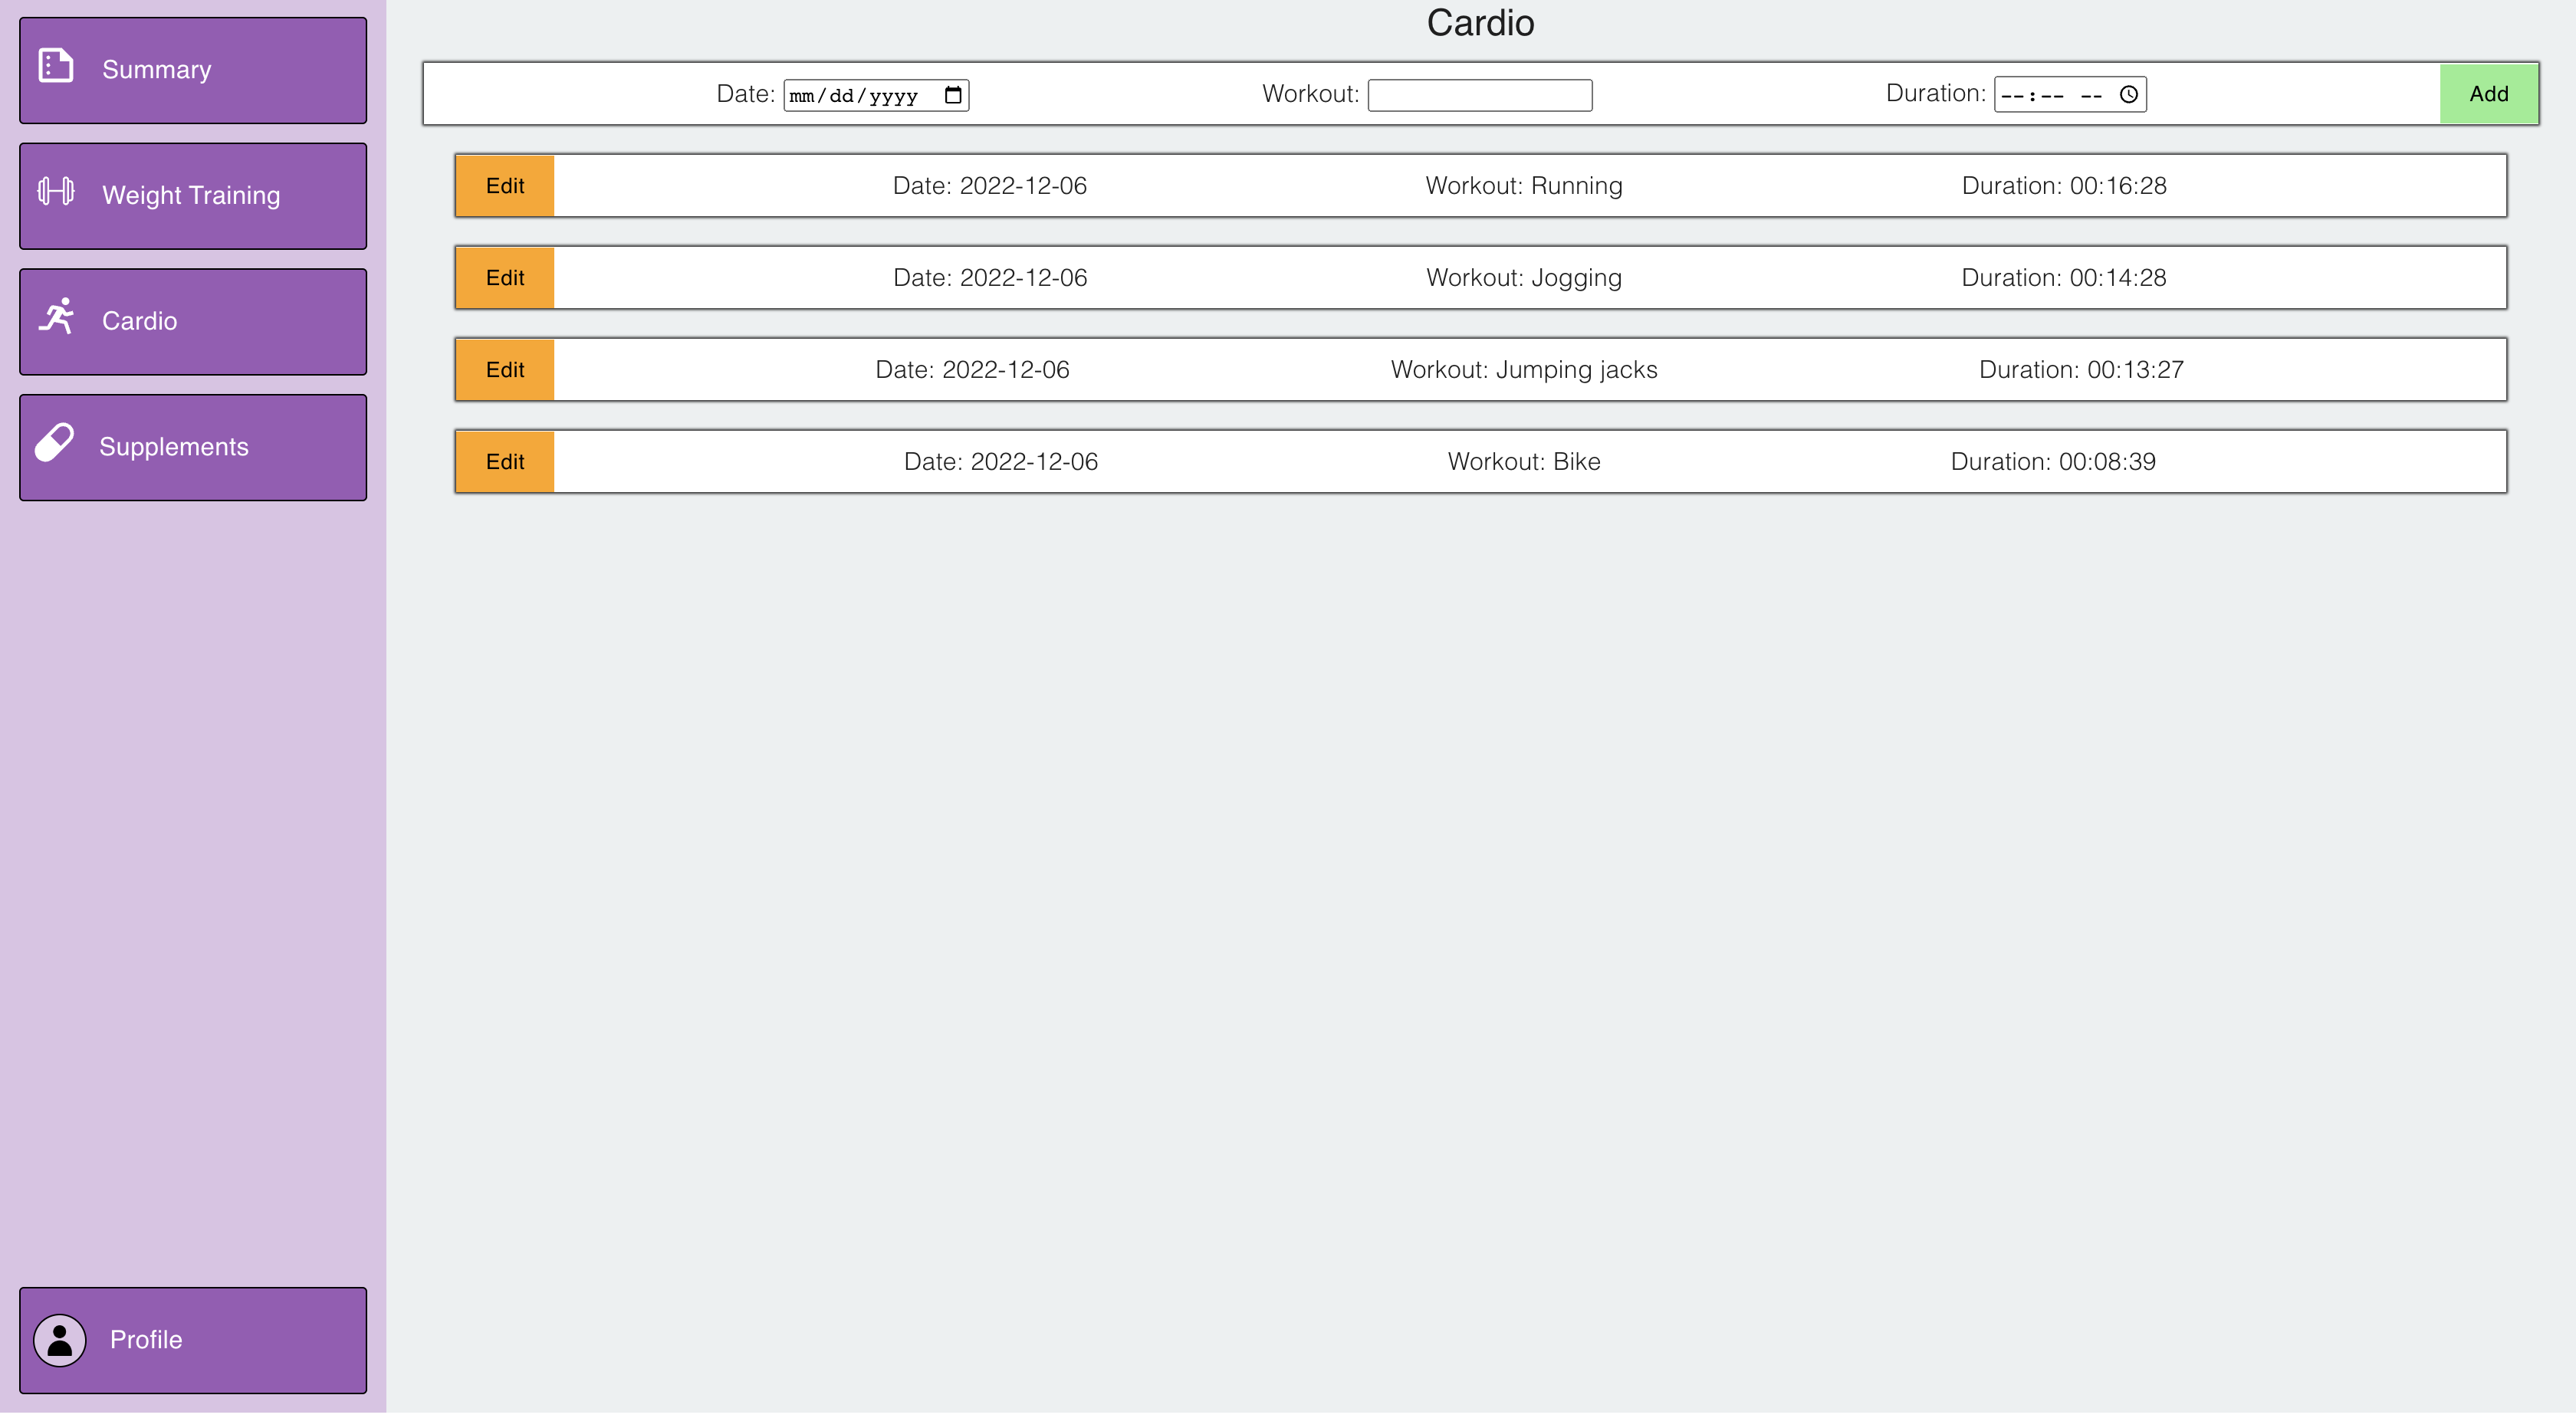 Summary
Weight Training
Cardio
Supplements
Profile
Cardio
Date: mm/dd/yyyy Workout: Duration: --:-- -- Add
Edit Date: 2022-12-06 Workout: Running Duration: 00:16:28
Edit Date: 2022-12-06 Workout: Jogging Duration: 00:14:28
Edit Date: 2022-12-06 Workout: Jumping jacks Duration: 00:13:27
Edit Date: 2022-12-06 Workout: Bike Duration: 00:08:39